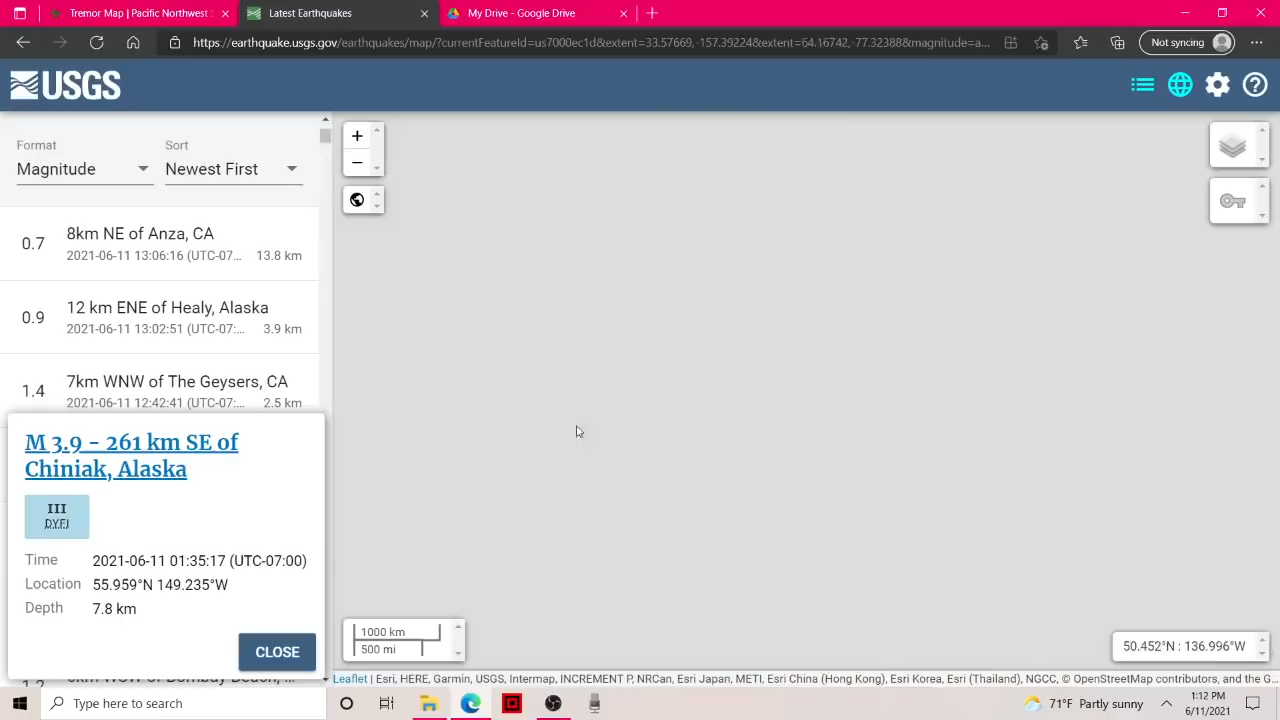 Tremor Map | Pacific Northwest
Latest Earthquakes
My Drive - Google Drive
https://earthquake.usgs.gov/earthquakes/map/?currentFeatureId=us7000ec1d&extent=33.57669,-157.39224&extent=64.16742,-77.32388&magnitude=a...
Not syncing
USGS
Format
Sort
Magnitude
Newest First
0.7
8km NE of Anza, CA
2021-06-11 13:06:16 (UTC-07... 13.8 km
0.9
12 km ENE of Healy, Alaska
2021-06-11 13:02:51 (UTC-07:... 3.9 km
1.4
7km WNW of The Geysers, CA
2021-06-11 12:42:41 (UTC-07:... 2.5 km
M 3.9 - 261 km SE of
Chiniak, Alaska
III
DYFI
Time 2021-06-11 01:35:17 (UTC-07:00)
Location 55.959°N 149.235°W
Depth 7.8 km
CLOSE
+
−
1000 km
500 mi
50.452°N : 136.996°W
Leaflet | Esri, HERE, Garmin, USGS, Intermap, INCREMENT P, NRCan, Esri Japan, METI, Esri China (Hong Kong), Esri Korea, Esri (Thailand), NGCC, © OpenStreetMap contributors, and the G...
Type here to search
71°F Partly sunny
1:12 PM
6/11/2021